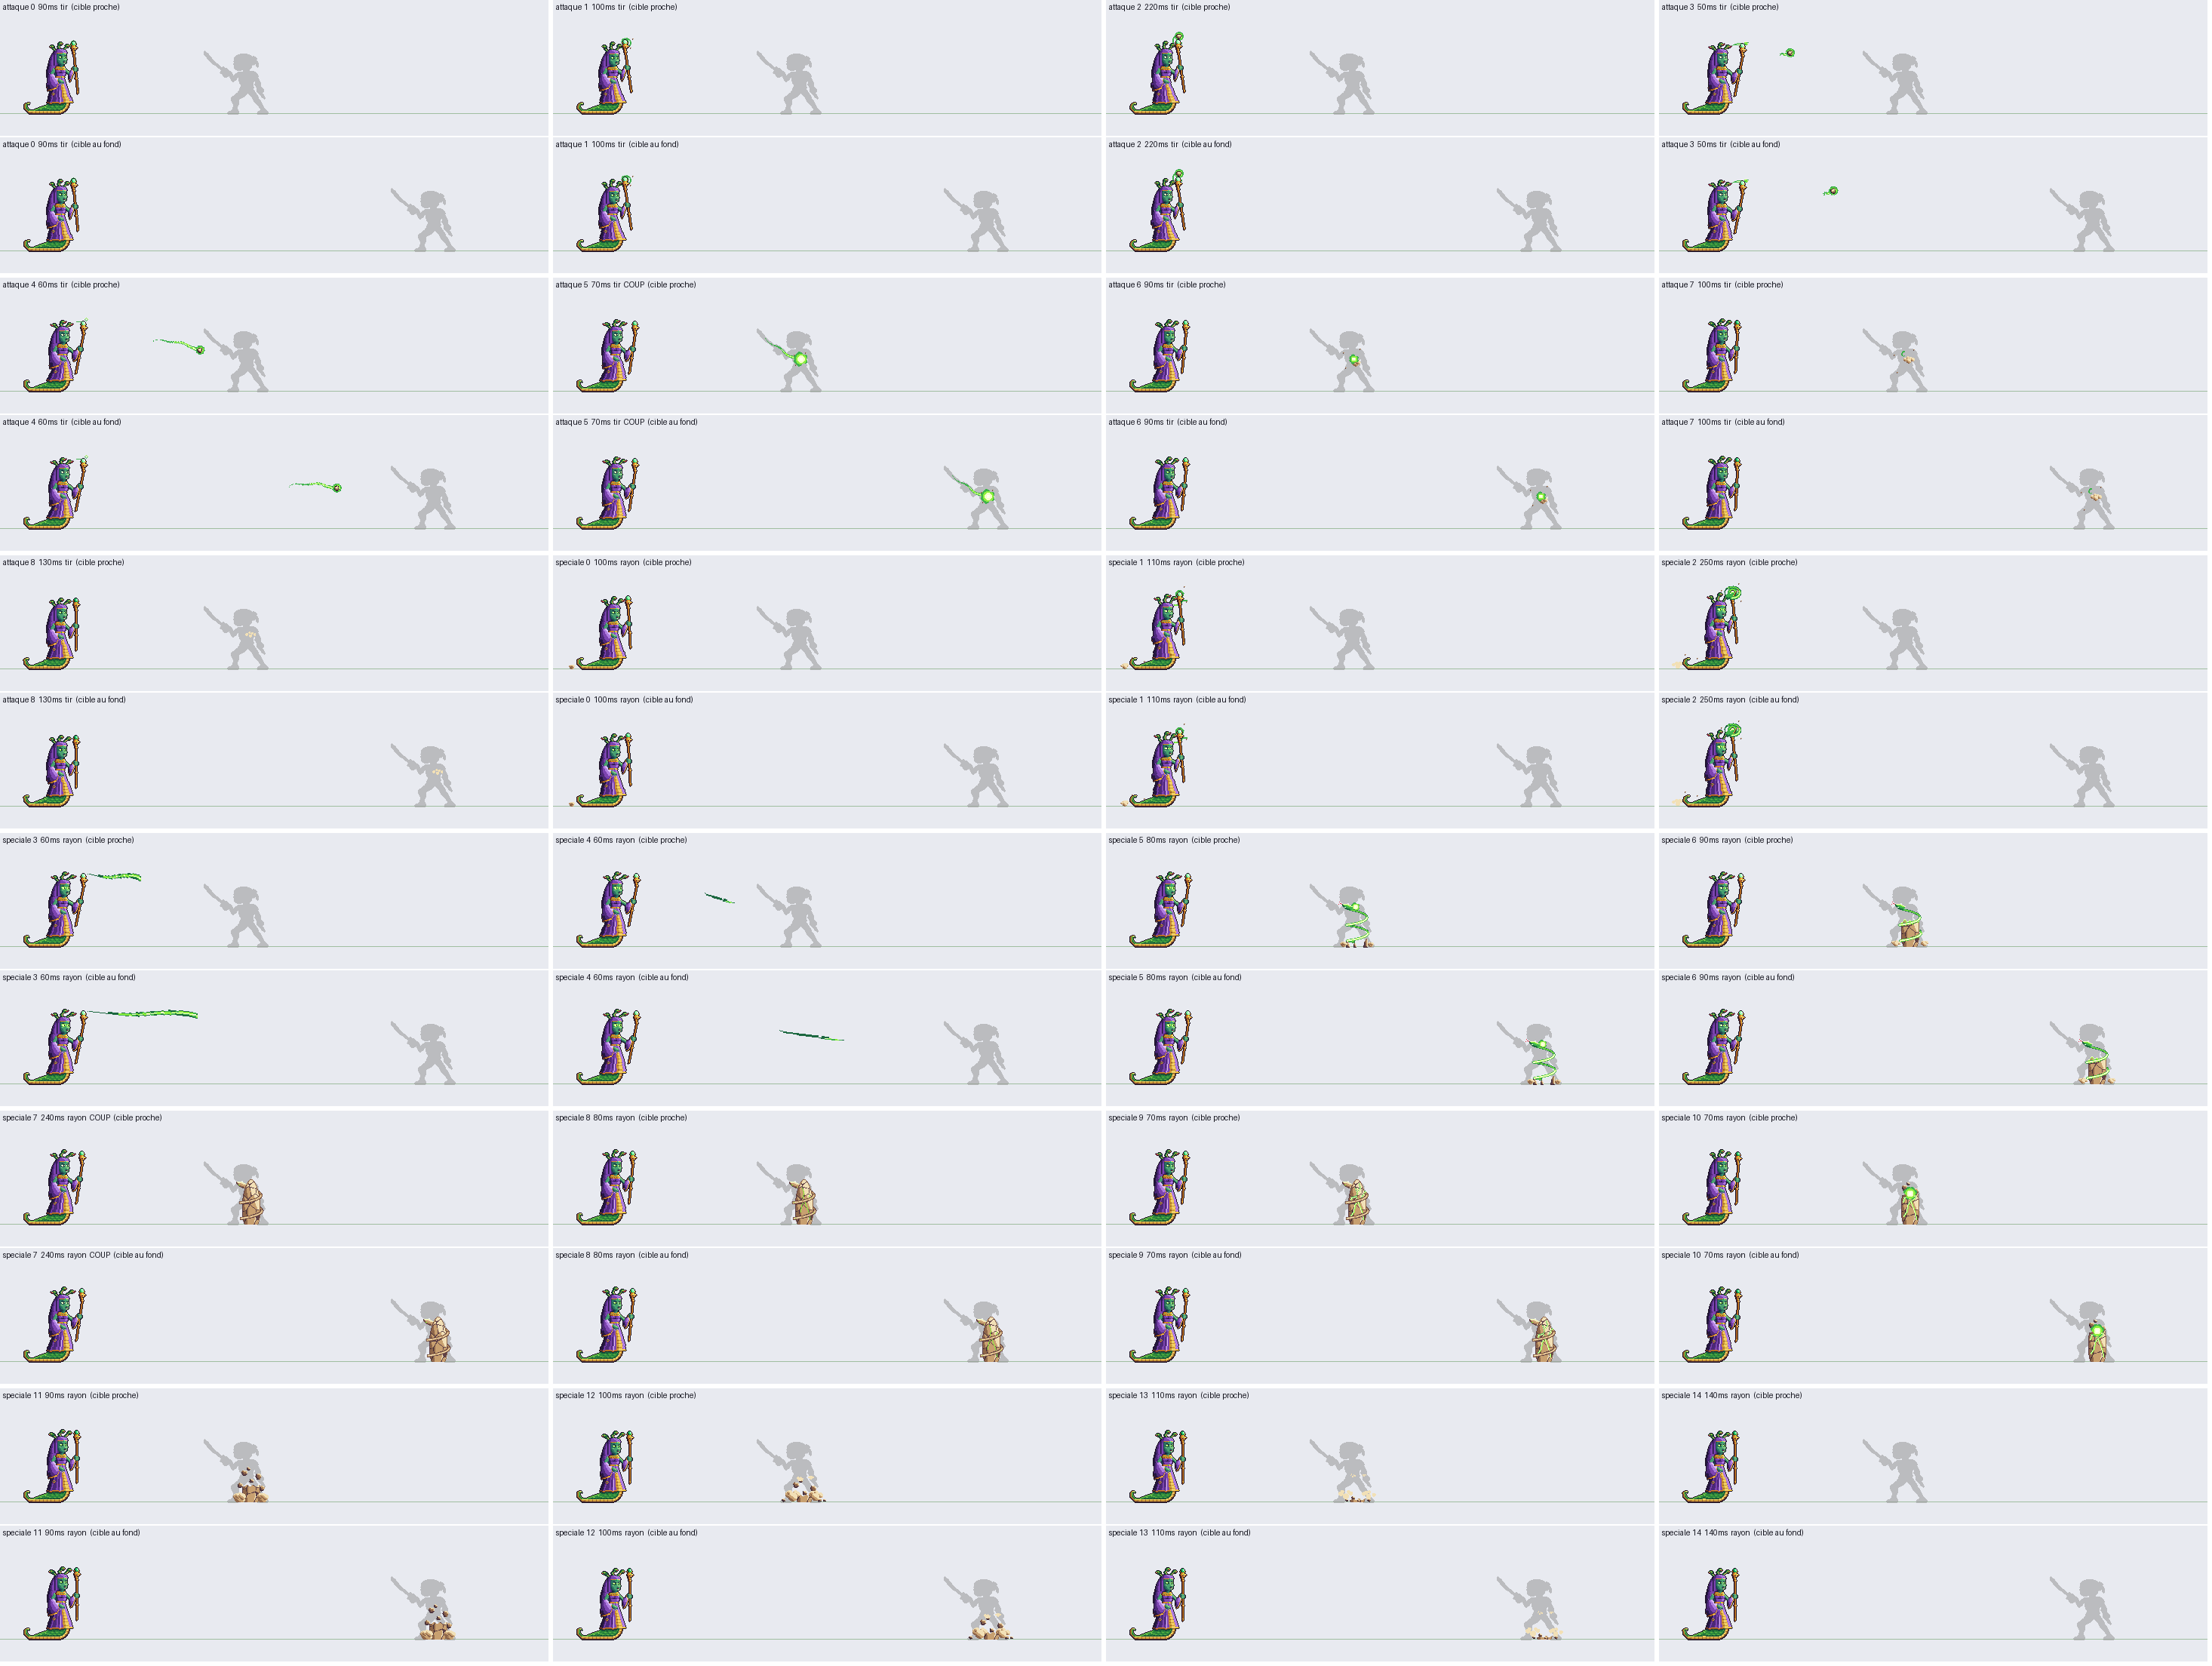 attaque 0 90ms tir (cible proche)
attaque 1 100ms tir (cible proche)
attaque 2 220ms tir (cible proche)
attaque 3 50ms tir (cible proche)
attaque 0 90ms tir (cible au fond)
attaque 1 100ms tir (cible au fond)
attaque 2 220ms tir (cible au fond)
attaque 3 50ms tir (cible au fond)
attaque 4 60ms tir (cible proche)
attaque 5 70ms tir COUP (cible proche)
attaque 6 90ms tir (cible proche)
attaque 7 100ms tir (cible proche)
attaque 4 60ms tir (cible au fond)
attaque 5 70ms tir COUP (cible au fond)
attaque 6 90ms tir (cible au fond)
attaque 7 100ms tir (cible au fond)
attaque 8 130ms tir (cible proche)
speciale 0 100ms rayon (cible proche)
speciale 1 110ms rayon (cible proche)
speciale 2 250ms rayon (cible proche)
attaque 8 130ms tir (cible au fond)
speciale 0 100ms rayon (cible au fond)
speciale 1 110ms rayon (cible au fond)
speciale 2 250ms rayon (cible au fond)
speciale 3 60ms rayon (cible proche)
speciale 4 60ms rayon (cible proche)
speciale 5 80ms rayon (cible proche)
speciale 6 90ms rayon (cible proche)
speciale 3 60ms rayon (cible au fond)
speciale 4 60ms rayon (cible au fond)
speciale 5 80ms rayon (cible au fond)
speciale 6 90ms rayon (cible au fond)
speciale 7 240ms rayon COUP (cible proche)
speciale 8 80ms rayon (cible proche)
speciale 9 70ms rayon (cible proche)
speciale 10 70ms rayon (cible proche)
speciale 7 240ms rayon COUP (cible au fond)
speciale 8 80ms rayon (cible au fond)
speciale 9 70ms rayon (cible au fond)
speciale 10 70ms rayon (cible au fond)
speciale 11 90ms rayon (cible proche)
speciale 12 100ms rayon (cible proche)
speciale 13 110ms rayon (cible proche)
speciale 14 140ms rayon (cible proche)
speciale 11 90ms rayon (cible au fond)
speciale 12 100ms rayon (cible au fond)
speciale 13 110ms rayon (cible au fond)
speciale 14 140ms rayon (cible au fond)